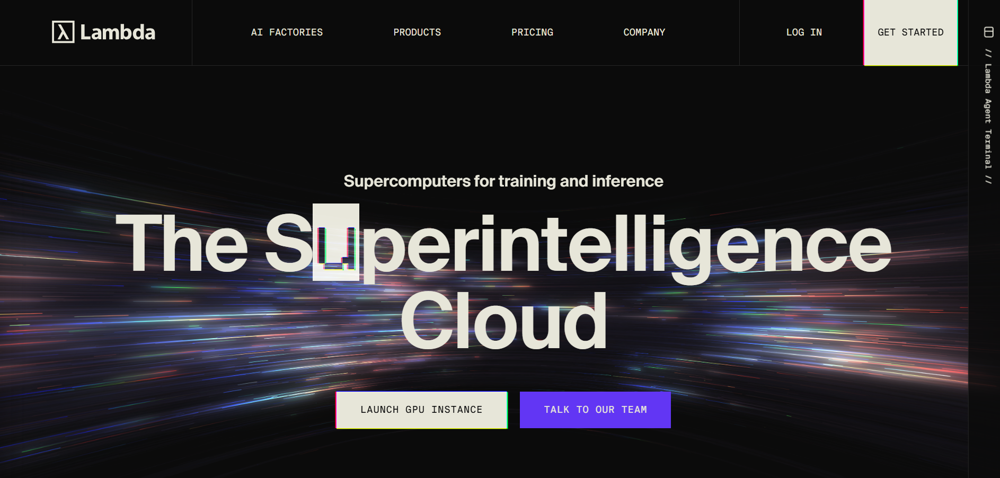 Lambda
AI FACTORIES
PRODUCTS
PRICING
COMPANY
LOG IN
GET STARTED
// Lambda Agent Terminal //
Supercomputers for training and inference
The Superintelligence
Cloud
LAUNCH GPU INSTANCE
TALK TO OUR TEAM